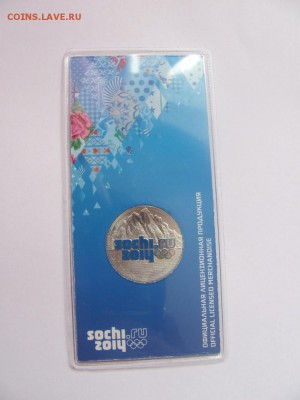 COINS.LAVE.RU
sochi.ru
2014
sochi.ru
2014
ОФИЦИАЛЬНАЯ ЛИЦЕНЗИОННАЯ ПРОДУКЦИЯ
OFFICIAL LICENSED MERCHANDISE